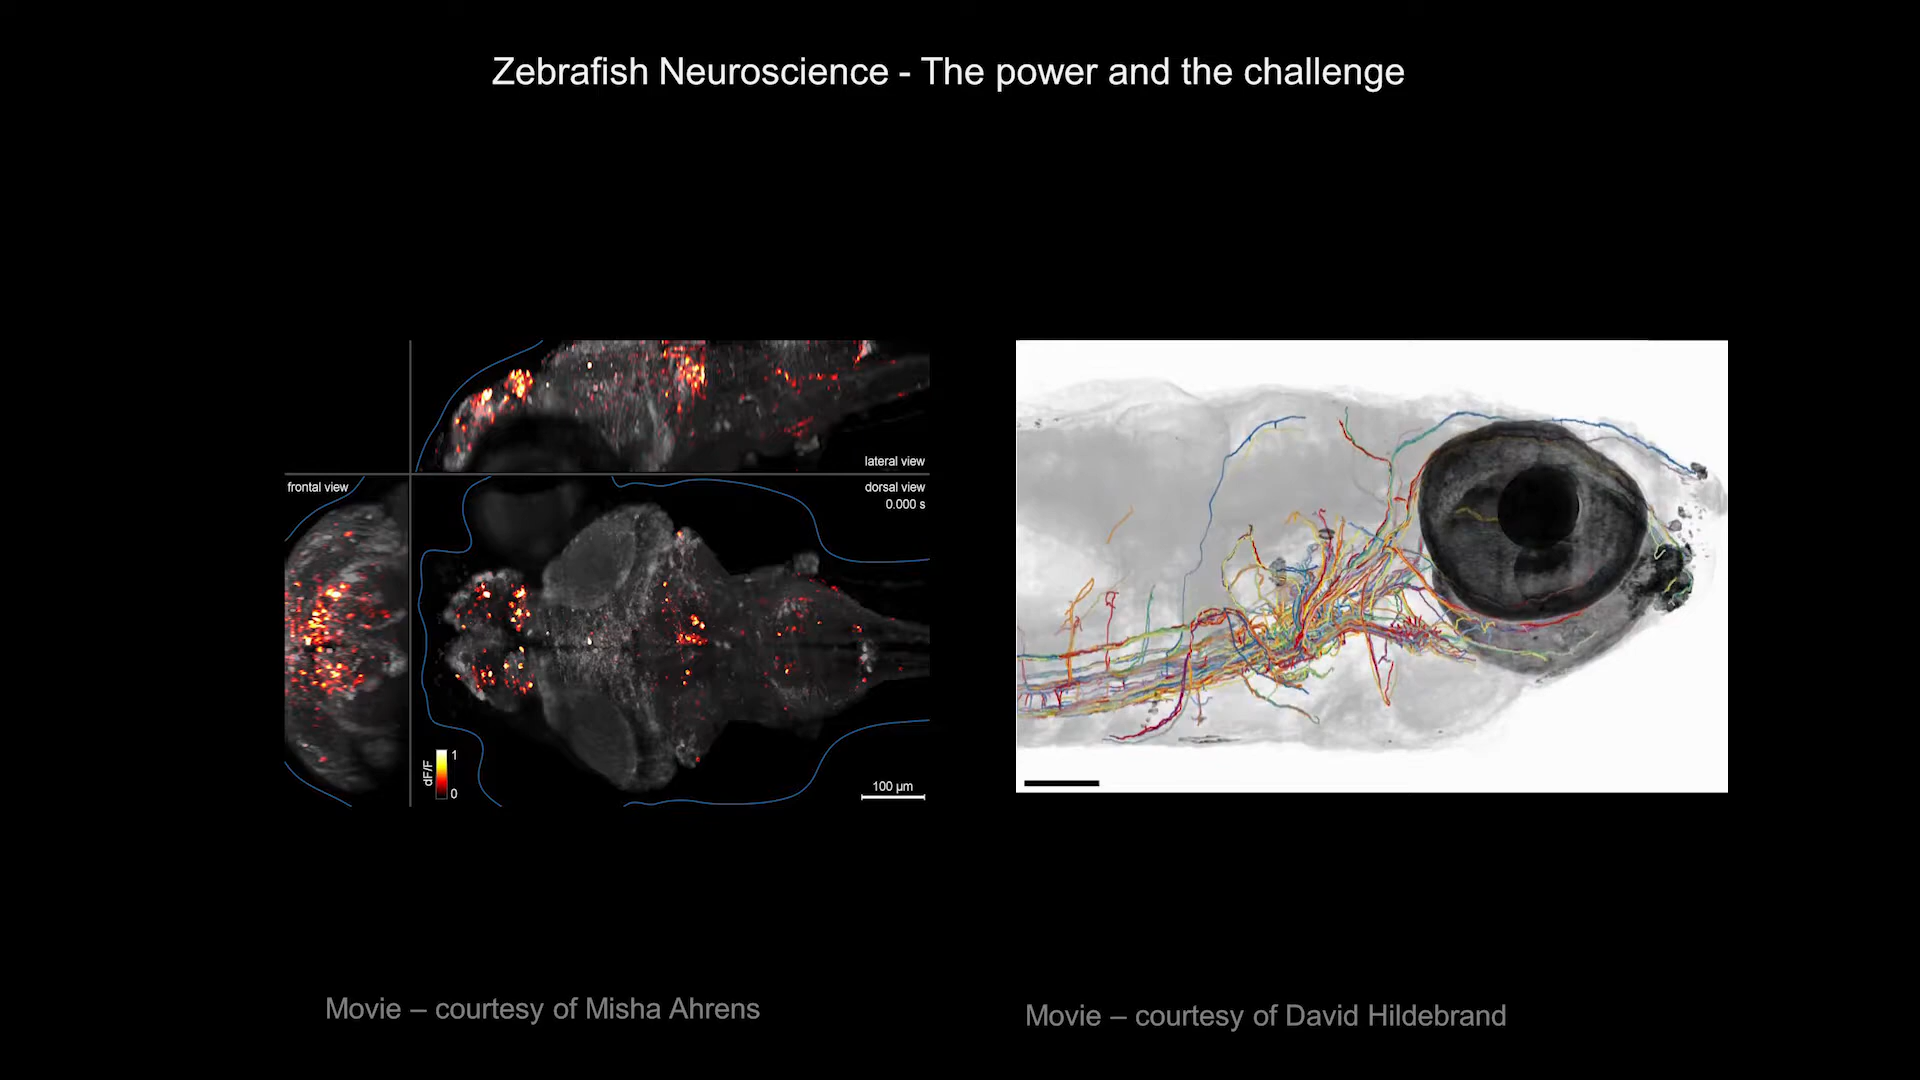 Zebrafish Neuroscience - The power and the challenge
lateral view
frontal view
dorsal view
0.000 s
dF/F
1
0
100 µm
Movie – courtesy of Misha Ahrens
Movie – courtesy of David Hildebrand